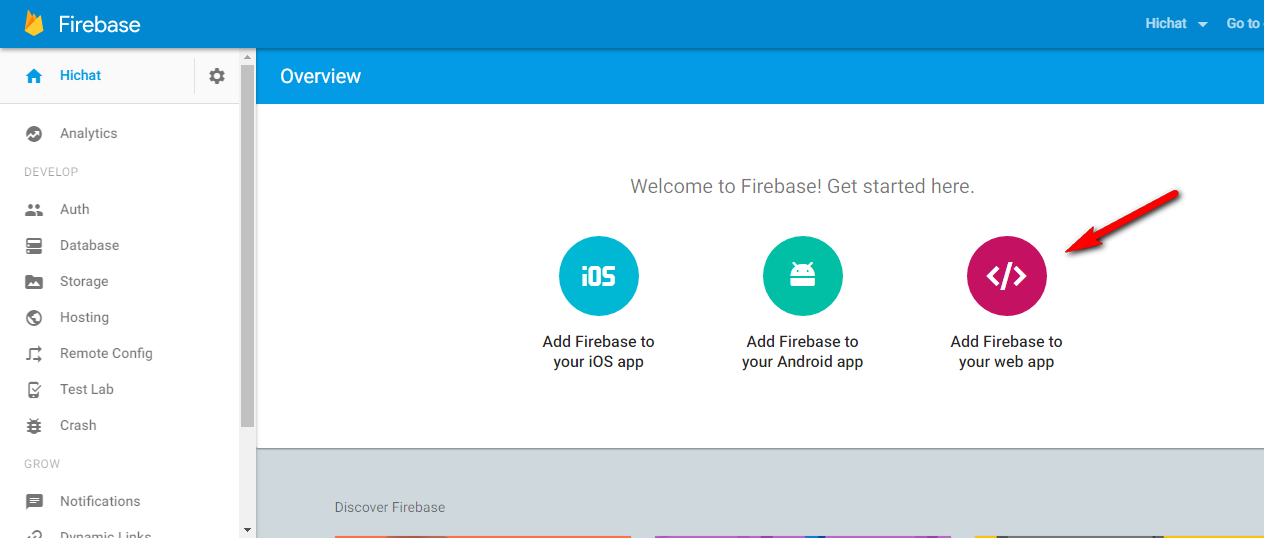 Firebase
Hichat
Go to
Hichat
Overview
Analytics
DEVELOP
Auth
Database
Storage
Hosting
Remote Config
Test Lab
Crash
GROW
Notifications
Dynamic Links
Welcome to Firebase! Get started here.
iOS
</>
Add Firebase to
your iOS app
Add Firebase to
your Android app
Add Firebase to
your web app
Discover Firebase